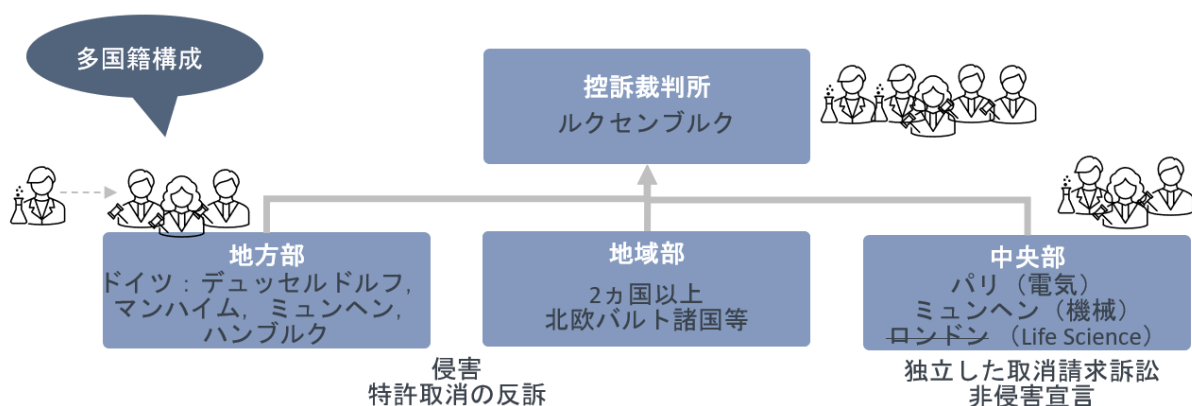 多国籍構成
控訴裁判所
ルクセンブルク
地方部
ドイツ：デュッセルドルフ,
マンハイム, ミュンヘン,
ハンブルク
地域部
2ヵ国以上
北欧バルト諸国等
中央部
パリ（電気）
ミュンヘン（機械）
ロンドン（Life Science）
侵害
特許取消の反訴
独立した取消請求訴訟
非侵害宣言